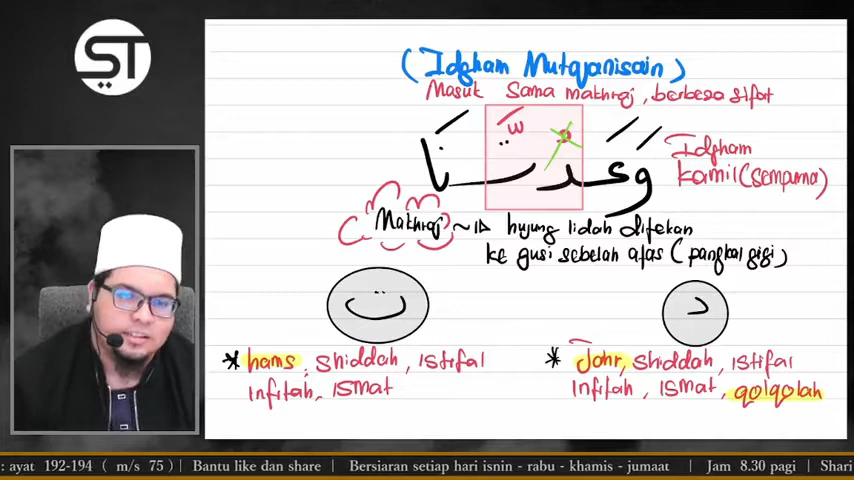 ST
(Idgham Mutajanisain)
Masuk Sama makhraj, berbeza sifat
وَعَدتَّنَا
Idgham
kamil (sempurna)
Makhraj ~ hujung lidah ditekan
ke gusi sebelah atas (pangkal gigi)
ت
د
* hams, shiddah, istifal
infitah, ismat
* Jahr, shiddah, istifal
infitah, ismat, qolqolah
: ayat 192-194 ( m/s 75 ) | Bantu like dan share | Bersiaran setiap hari isnin - rabu - khamis - jumaat | Jam 8.30 pagi | Shari